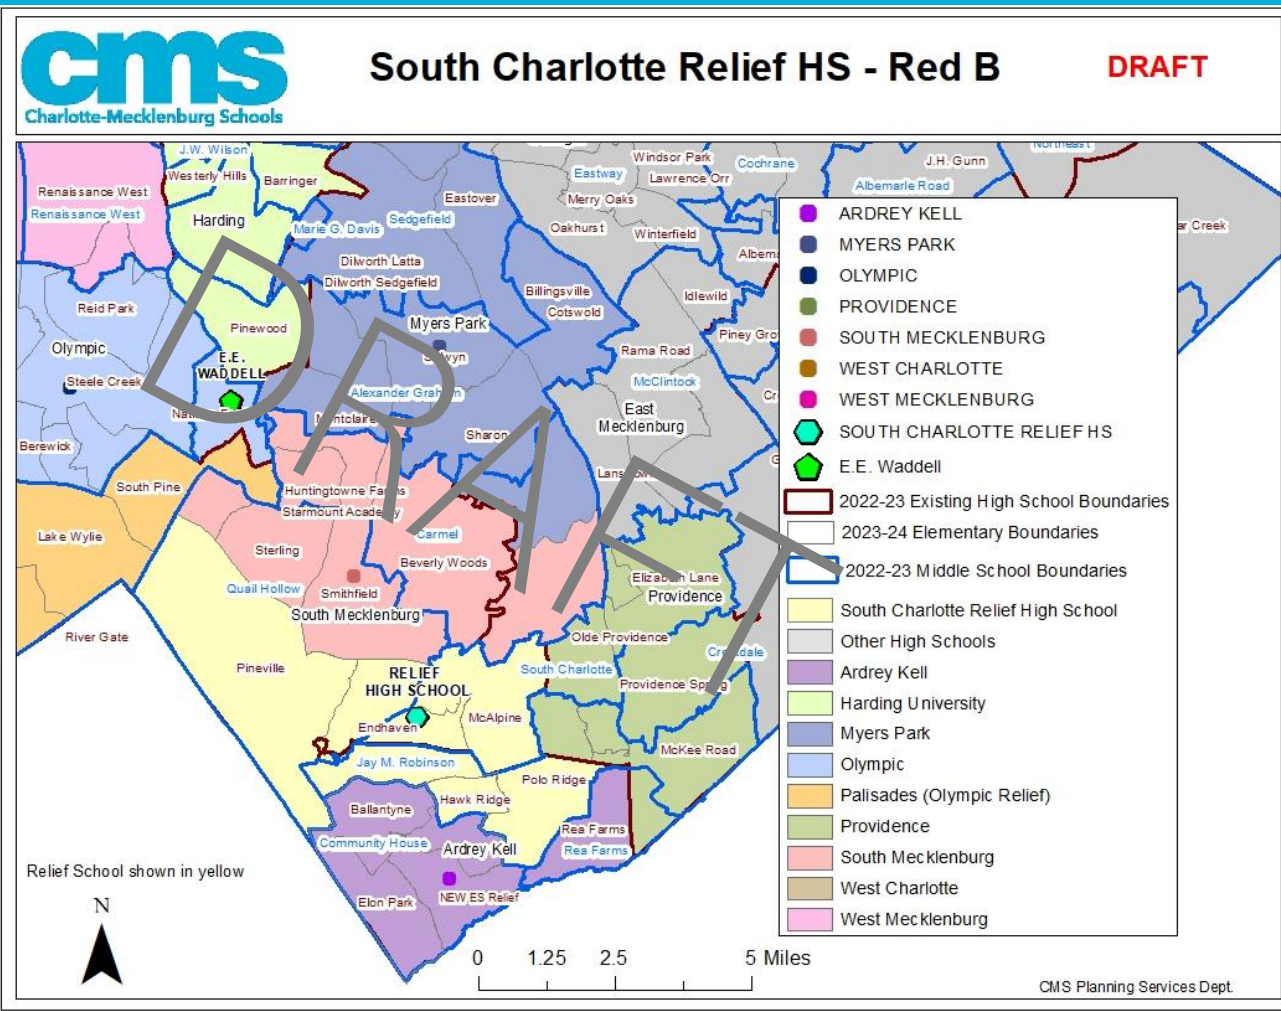 cms
Charlotte-Mecklenburg Schools
South Charlotte Relief HS - Red B
DRAFT
J.W. Wilson
Westerly Hills
Barringer
Renaissance West
Renaissance West
Harding
Marie G. Davis
Sedgefield
Eastover
Dilworth Latta
Dilworth Sedgefield
Windsor Park
Eastway
Lawrence Orr
Cochrane
Merry Oaks
Oakhurst
Winterfield
J.H. Gunn
Northeast
Albemarle Road
Reid Park
Pinewood
Olympic
E.E.
WADDELL
Steele Creek
Berewick
Myers Park
Billingsville
Cotswold
Idlewild
Rama Road
McClintock
East
Mecklenburg
Alexander Graham
Sharon
South Pine
Lake Wylie
River Gate
Huntingtowne Farms
Starmount Academy
Carmel
Beverly Woods
Sterling
Quail Hollow
Smithfield
South Mecklenburg
Elizabeth Lane
Providence
Olde Providence
South Charlotte
Providence Spring
Pineville
RELIEF
HIGH SCHOOL
Endhaven
McAlpine
McKee Road
Jay M. Robinson
Polo Ridge
Hawk Ridge
Ballantyne
Community House
Ardrey Kell
Rea Farms
Rea Farms
Elon Park
NEW ES Relief
DRAFT
ARDREY KELL
MYERS PARK
OLYMPIC
PROVIDENCE
SOUTH MECKLENBURG
WEST CHARLOTTE
WEST MECKLENBURG
SOUTH CHARLOTTE RELIEF HS
E.E. Waddell
2022-23 Existing High School Boundaries
2023-24 Elementary Boundaries
2022-23 Middle School Boundaries
South Charlotte Relief High School
Other High Schools
Ardrey Kell
Harding University
Myers Park
Olympic
Palisades (Olympic Relief)
Providence
South Mecklenburg
West Charlotte
West Mecklenburg
Relief School shown in yellow
N
0 1.25 2.5 5 Miles
CMS Planning Services Dept.